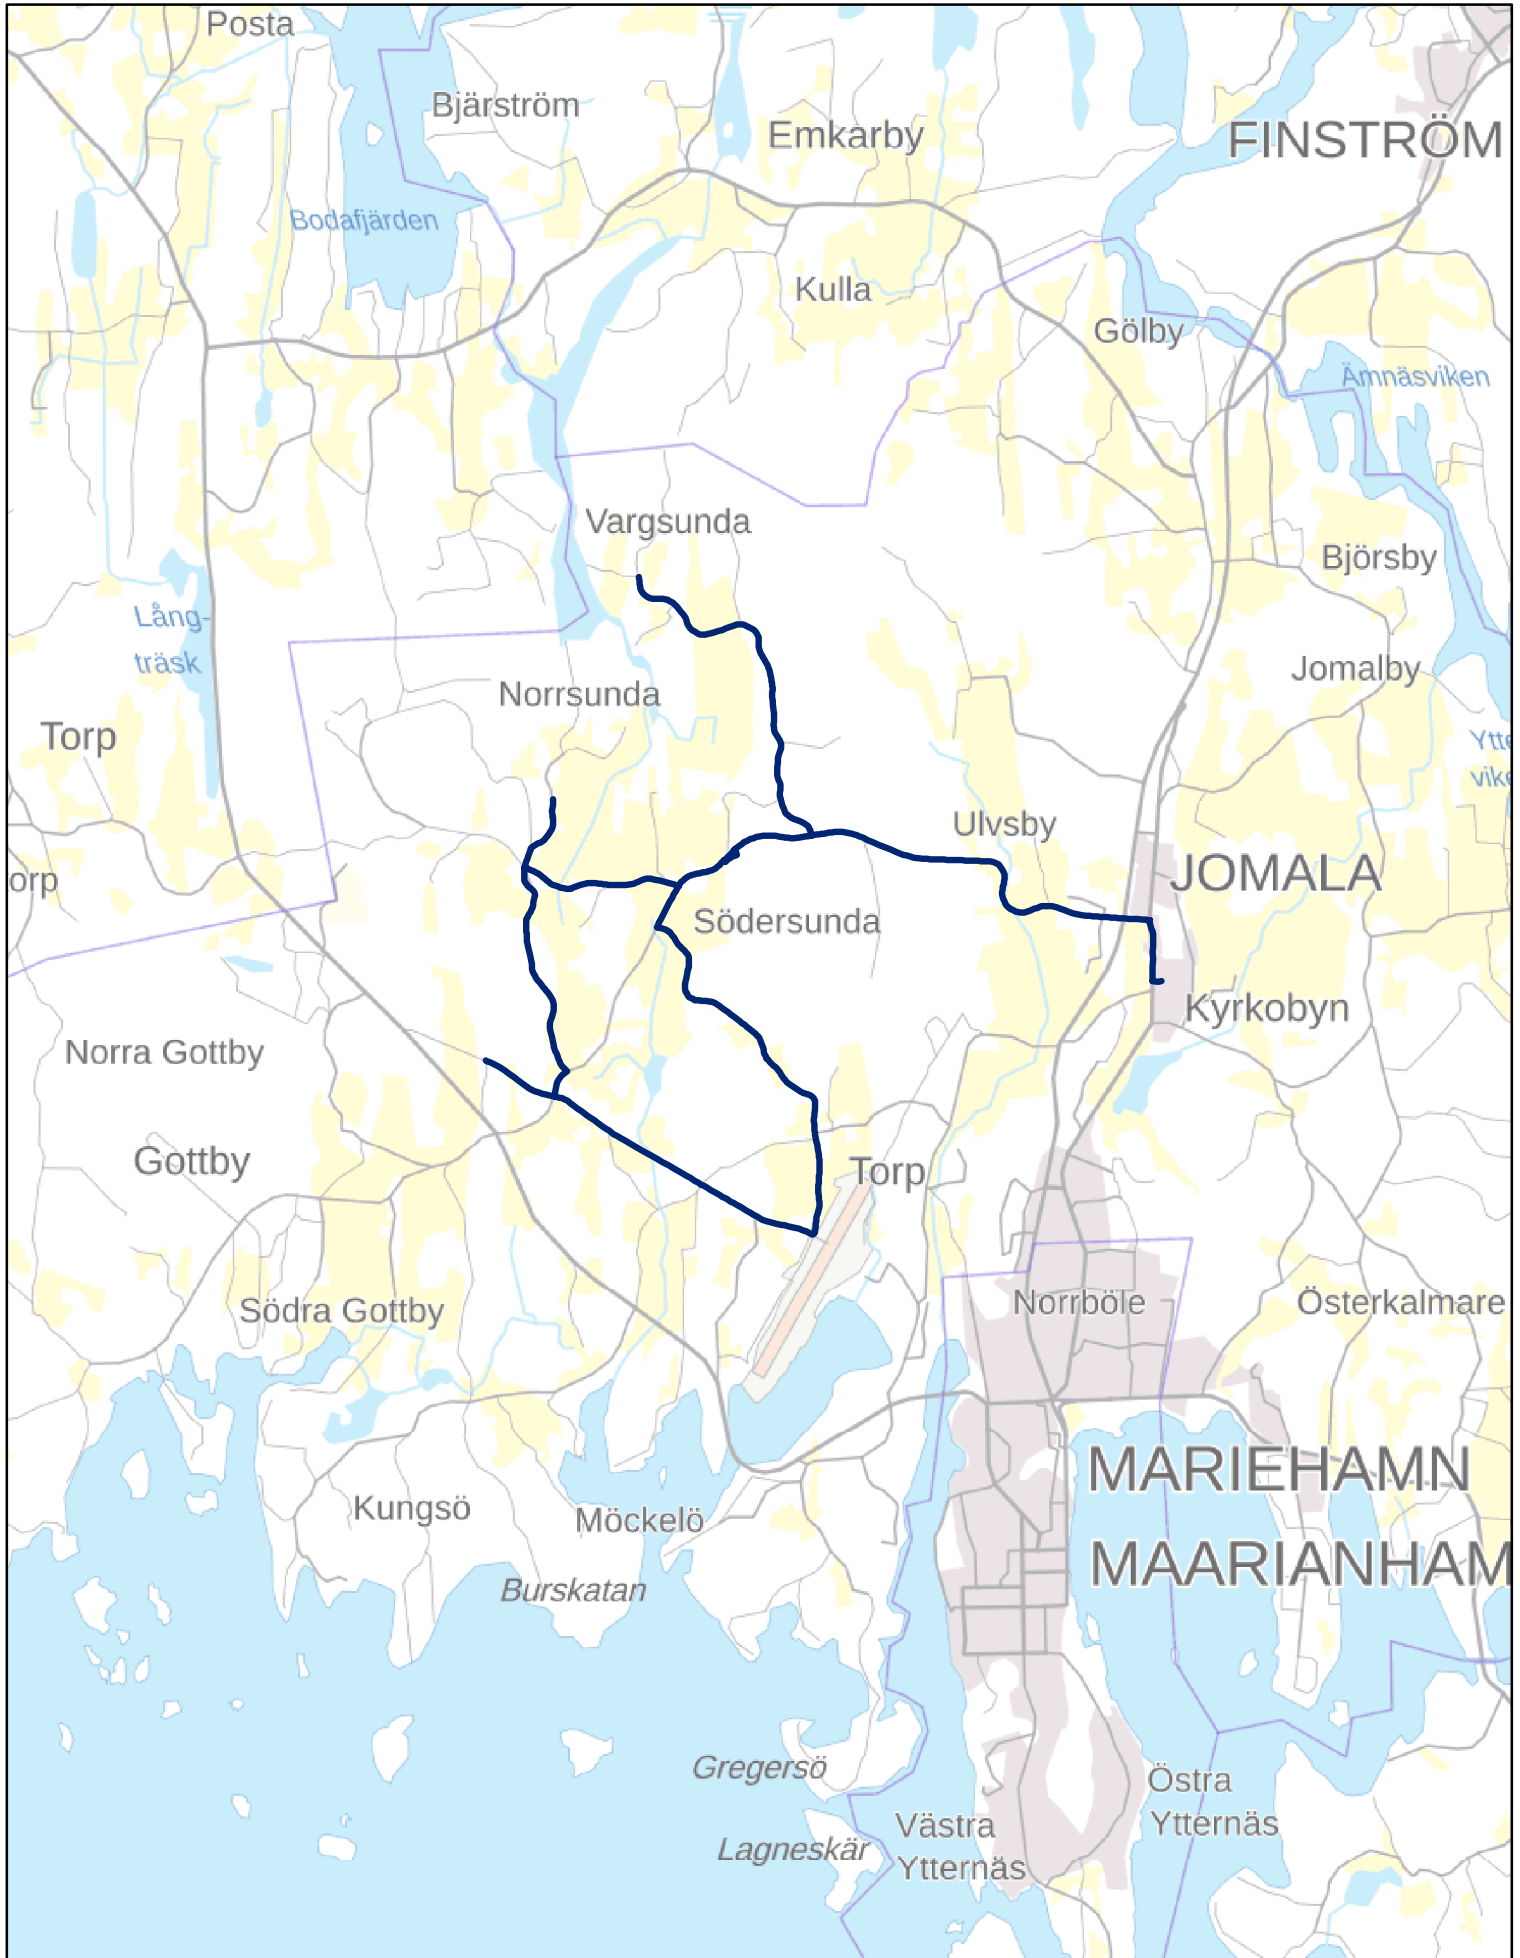 Posta
Bjärström
Emkarby
FINSTRÖM
Bodafjärden
Kulla
Gölby
Ämnäsviken
Vargsunda
Björsby
Lång-
träsk
Jomalby
Norrsunda
Torp
Ytte
vike
Ulvsby
JOMALA
orp
Södersunda
Kyrkobyn
Norra Gottby
Gottby
Torp
Södra Gottby
Norrböle
Österkalmare
MARIEHAMN
Kungsö
Möckelö
MAARIANHAM
Burskatan
Gregersö
Östra
Ytternäs
Lagneskär
Västra
Ytternäs